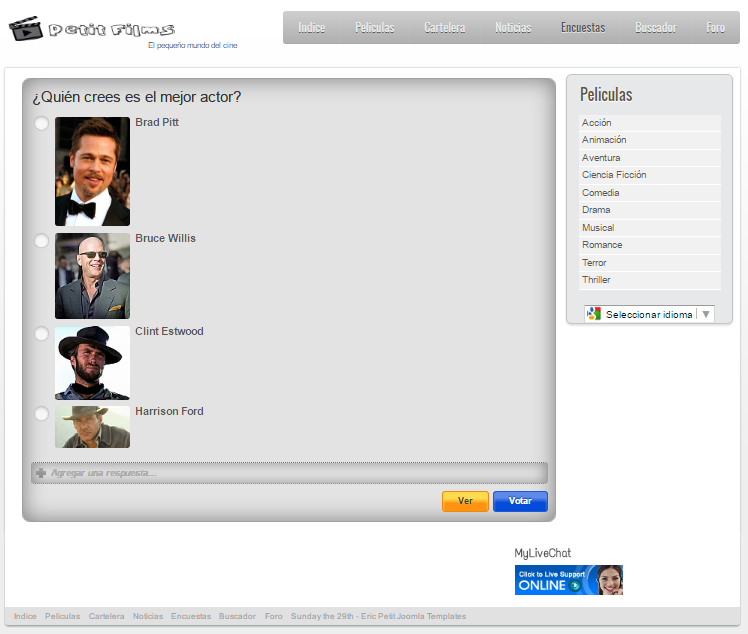 Petit Films
El pequeño mundo del cine
Indice Peliculas Cartelera Noticias Encuestas Buscador Foro
¿Quién crees es el mejor actor?
Brad Pitt
Bruce Willis
Clint Estwood
Harrison Ford
Agregar una respuesta...
Ver Votar
Peliculas
Acción
Animación
Aventura
Ciencia Ficción
Comedia
Drama
Musical
Romance
Terror
Thriller
Seleccionar idioma ▼
MyLiveChat
Click to Live Support
ONLINE
Indice Peliculas Cartelera Noticias Encuestas Buscador Foro Sunday the 29th - Eric Petit Joomla Templates